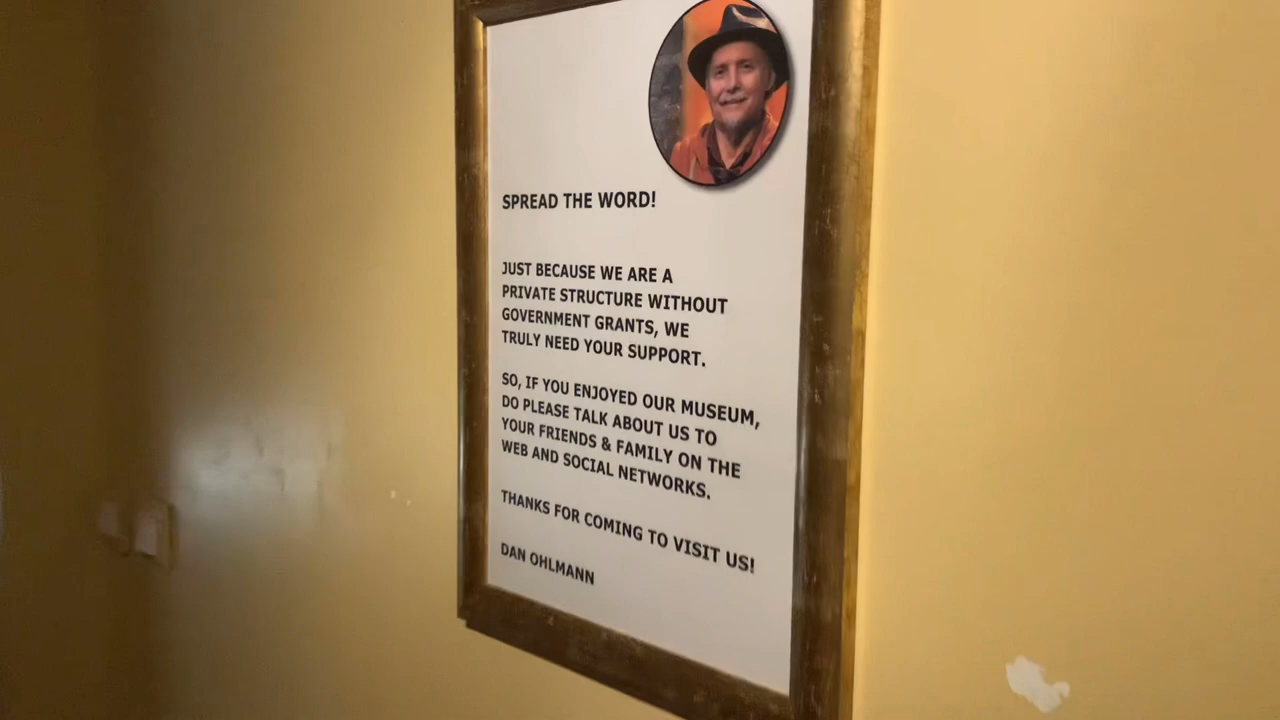 SPREAD THE WORD!
JUST BECAUSE WE ARE A
PRIVATE STRUCTURE WITHOUT
GOVERNMENT GRANTS, WE
TRULY NEED YOUR SUPPORT.
SO, IF YOU ENJOYED OUR MUSEUM,
DO PLEASE TALK ABOUT US TO
YOUR FRIENDS & FAMILY ON THE
WEB AND SOCIAL NETWORKS.
THANKS FOR COMING TO VISIT US!
DAN OHLMANN